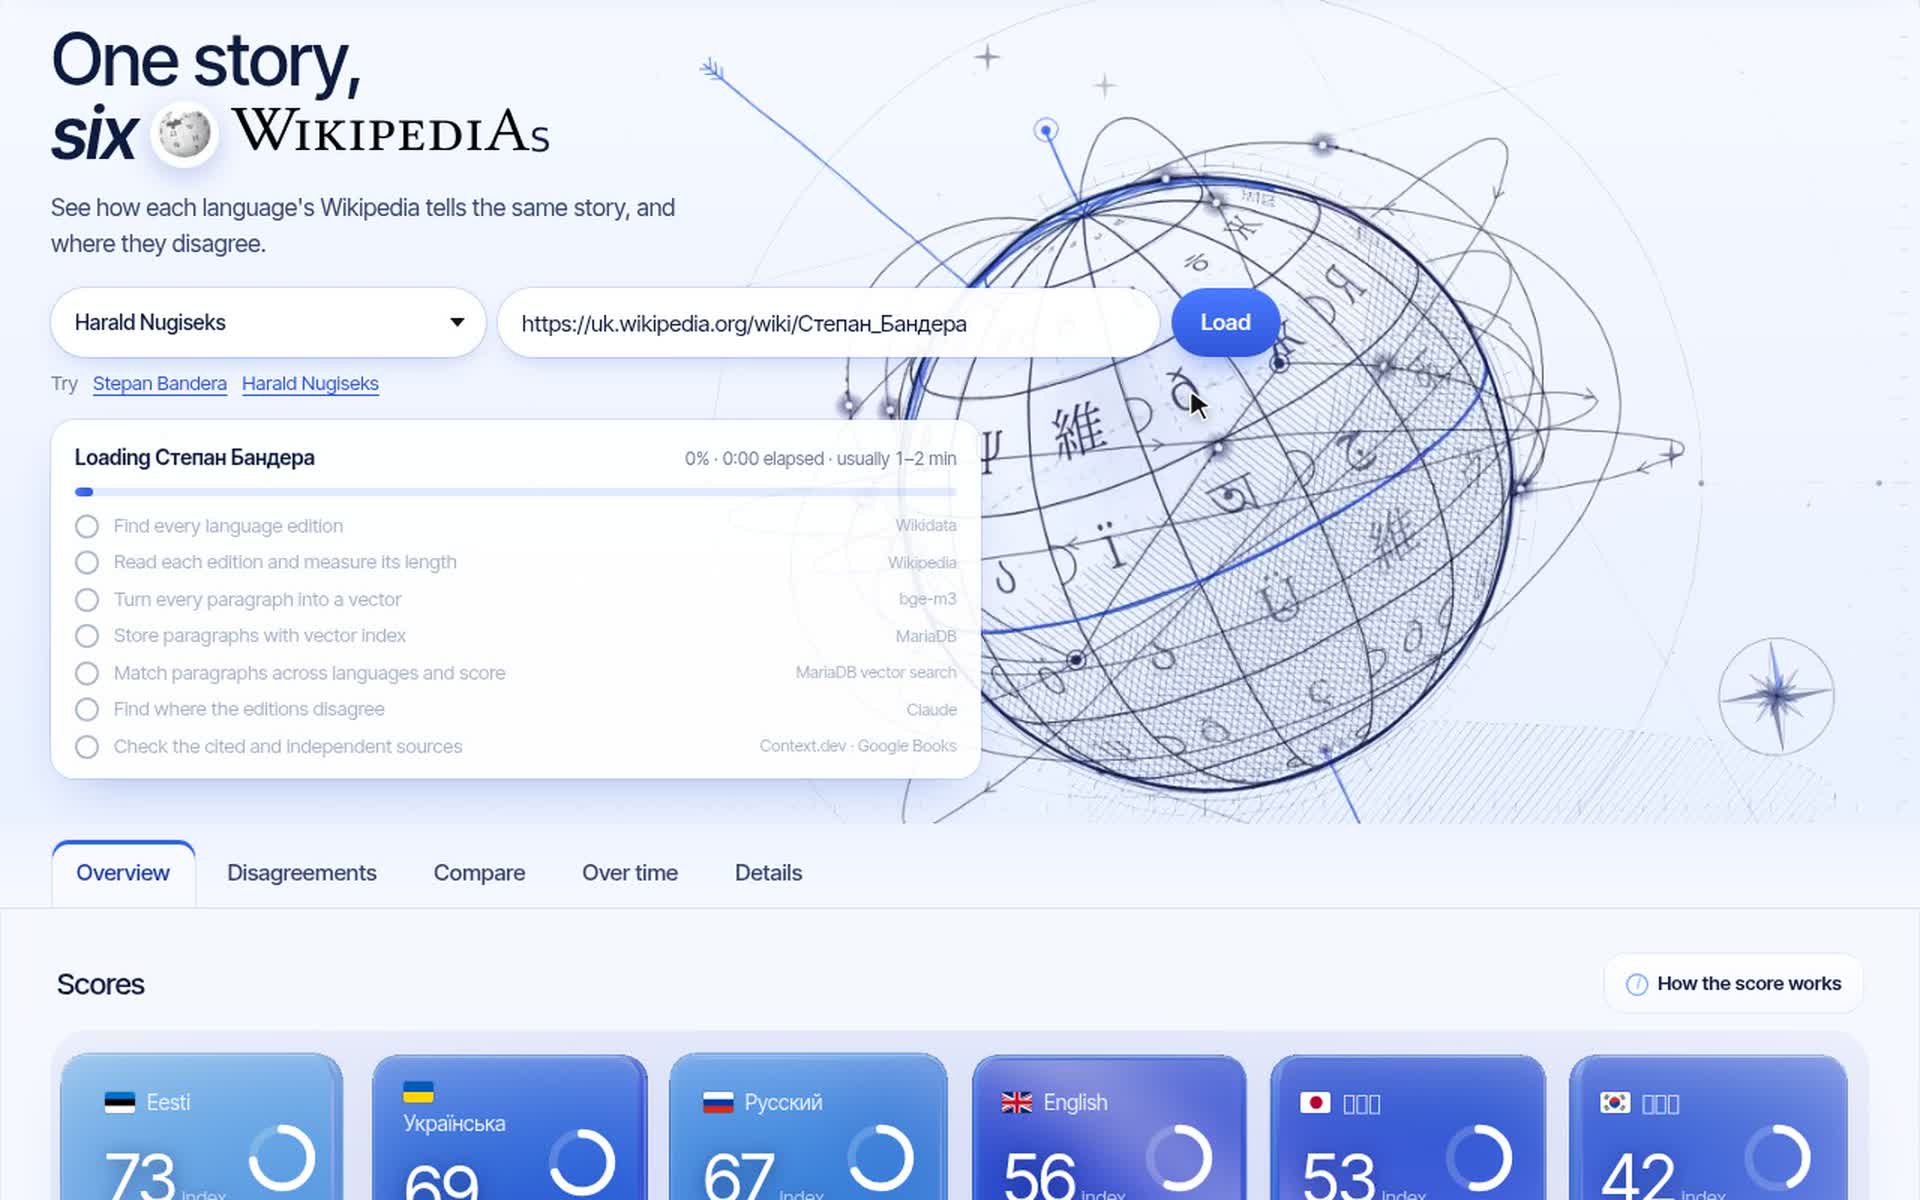 One story,
six WIKIPEDIAs
See how each language's Wikipedia tells the same story, and
where they disagree.
Harald Nugiseks
https://uk.wikipedia.org/wiki/Степан_Бандера
Load
Try Stepan Bandera Harald Nugiseks
Loading Степан Бандера 0% · 0:00 elapsed · usually 1–2 min
Find every language edition Wikidata
Read each edition and measure its length Wikipedia
Turn every paragraph into a vector bge-m3
Store paragraphs with vector index MariaDB
Match paragraphs across languages and score MariaDB vector search
Find where the editions disagree Claude
Check the cited and independent sources Context.dev · Google Books
Overview Disagreements Compare Over time Details
Scores
How the score works
Eesti
73 Index
Українська
69
Русский
67 Index
English
56 Index
53 Index
42 Index